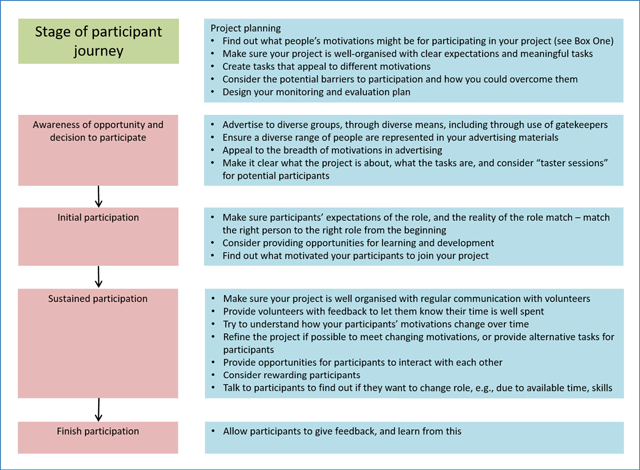 Stage of participant
journey
Project planning
• Find out what people's motivations might be for participating in your project (see Box One)
• Make sure your project is well-organised with clear expectations and meaningful tasks
• Create tasks that appeal to different motivations
• Consider the potential barriers to participation and how you could overcome them
• Design your monitoring and evaluation plan
Awareness of opportunity and
decision to participate
• Advertise to diverse groups, through diverse means, including through use of gatekeepers
• Ensure a diverse range of people are represented in your advertising materials
• Appeal to the breadth of motivations in advertising
• Make it clear what the project is about, what the tasks are, and consider “taster sessions”
for potential participants
Initial participation
• Make sure participants' expectations of the role, and the reality of the role match – match
the right person to the right role from the beginning
• Consider providing opportunities for learning and development
• Find out what motivated your participants to join your project
Sustained participation
• Make sure your project is well organised with regular communication with volunteers
• Provide volunteers with feedback to let them know their time is well spent
• Try to understand how your participants' motivations change over time
• Refine the project if possible to meet changing motivations, or provide alternative tasks for
participants
• Provide opportunities for participants to interact with each other
• Consider rewarding participants
• Talk to participants to find out if they want to change role, e.g., due to available time, skills
Finish participation
• Allow participants to give feedback, and learn from this